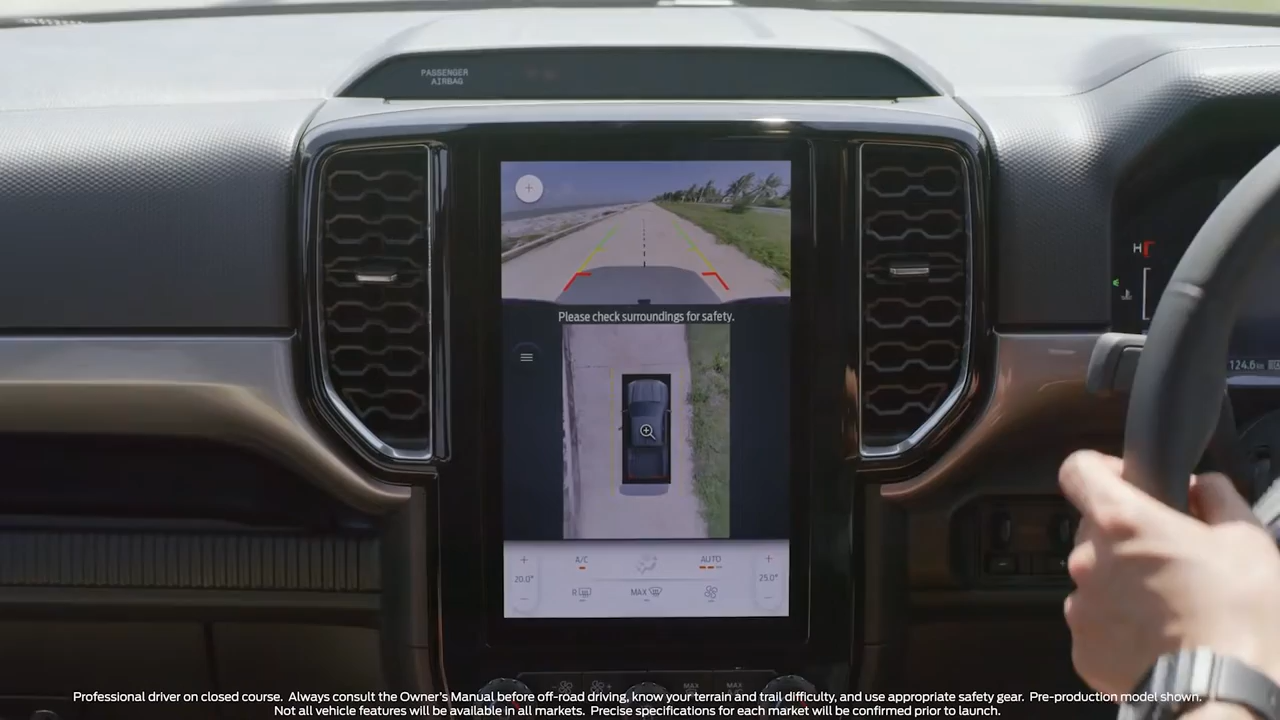 PASSENGER
AIRBAG
Please check surroundings for safety.
H
124.6 km
A/C
AUTO
20.0°
25.0°
R
MAX
MAX
MAX
Professional driver on closed course. Always consult the Owner's Manual before off-road driving, know your terrain and trail difficulty, and use appropriate safety gear. Pre-production model shown.
Not all vehicle features will be available in all markets. Precise specifications for each market will be confirmed prior to launch.